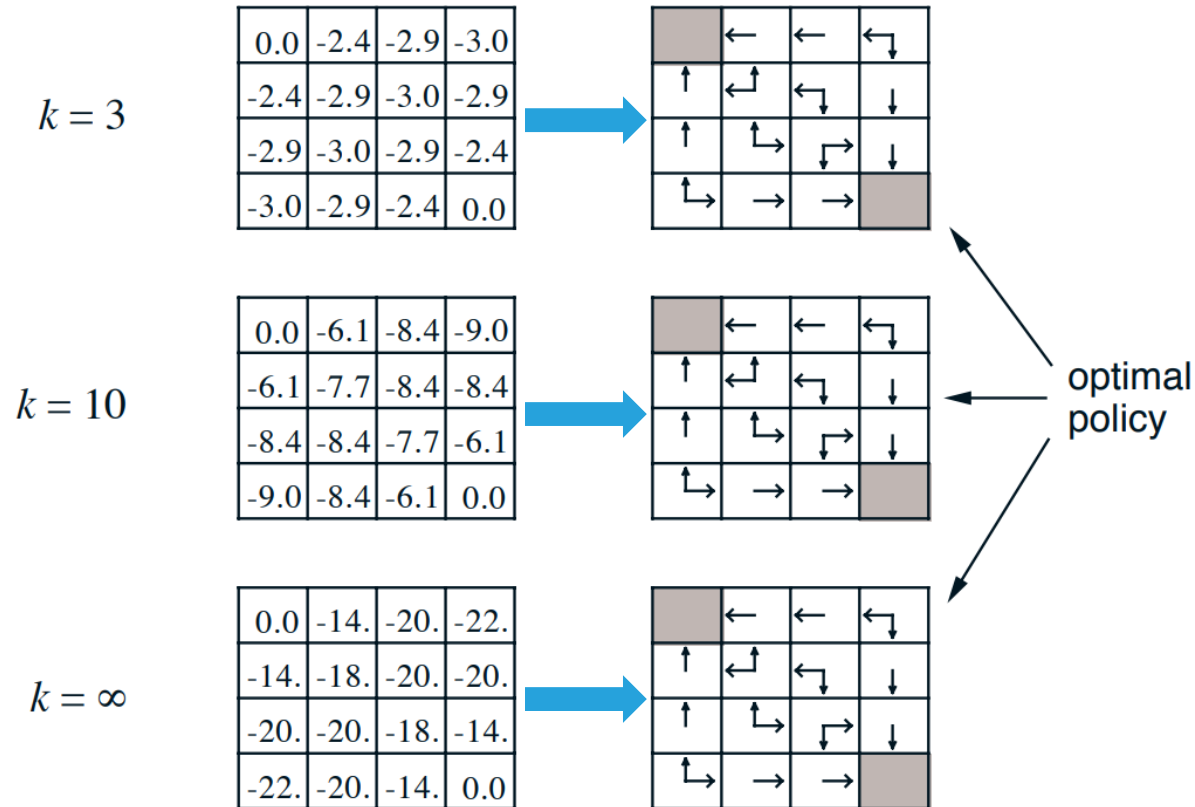 0.0 -2.4 -2.9 -3.0
-2.4 -2.9 -3.0 -2.9
k = 3
-2.9 -3.0 -2.9 -2.4
-3.0 -2.9 -2.4 0.0
0.0 -6.1 -8.4 -9.0
-6.1 -7.7 -8.4 -8.4
k = 10
-8.4 -8.4 -7.7 -6.1
-9.0 -8.4 -6.1 0.0
optimal
policy
0.0 -14. -20. -22.
-14. -18. -20. -20.
k = ∞
-20. -20. -18. -14.
-22. -20. -14. 0.0